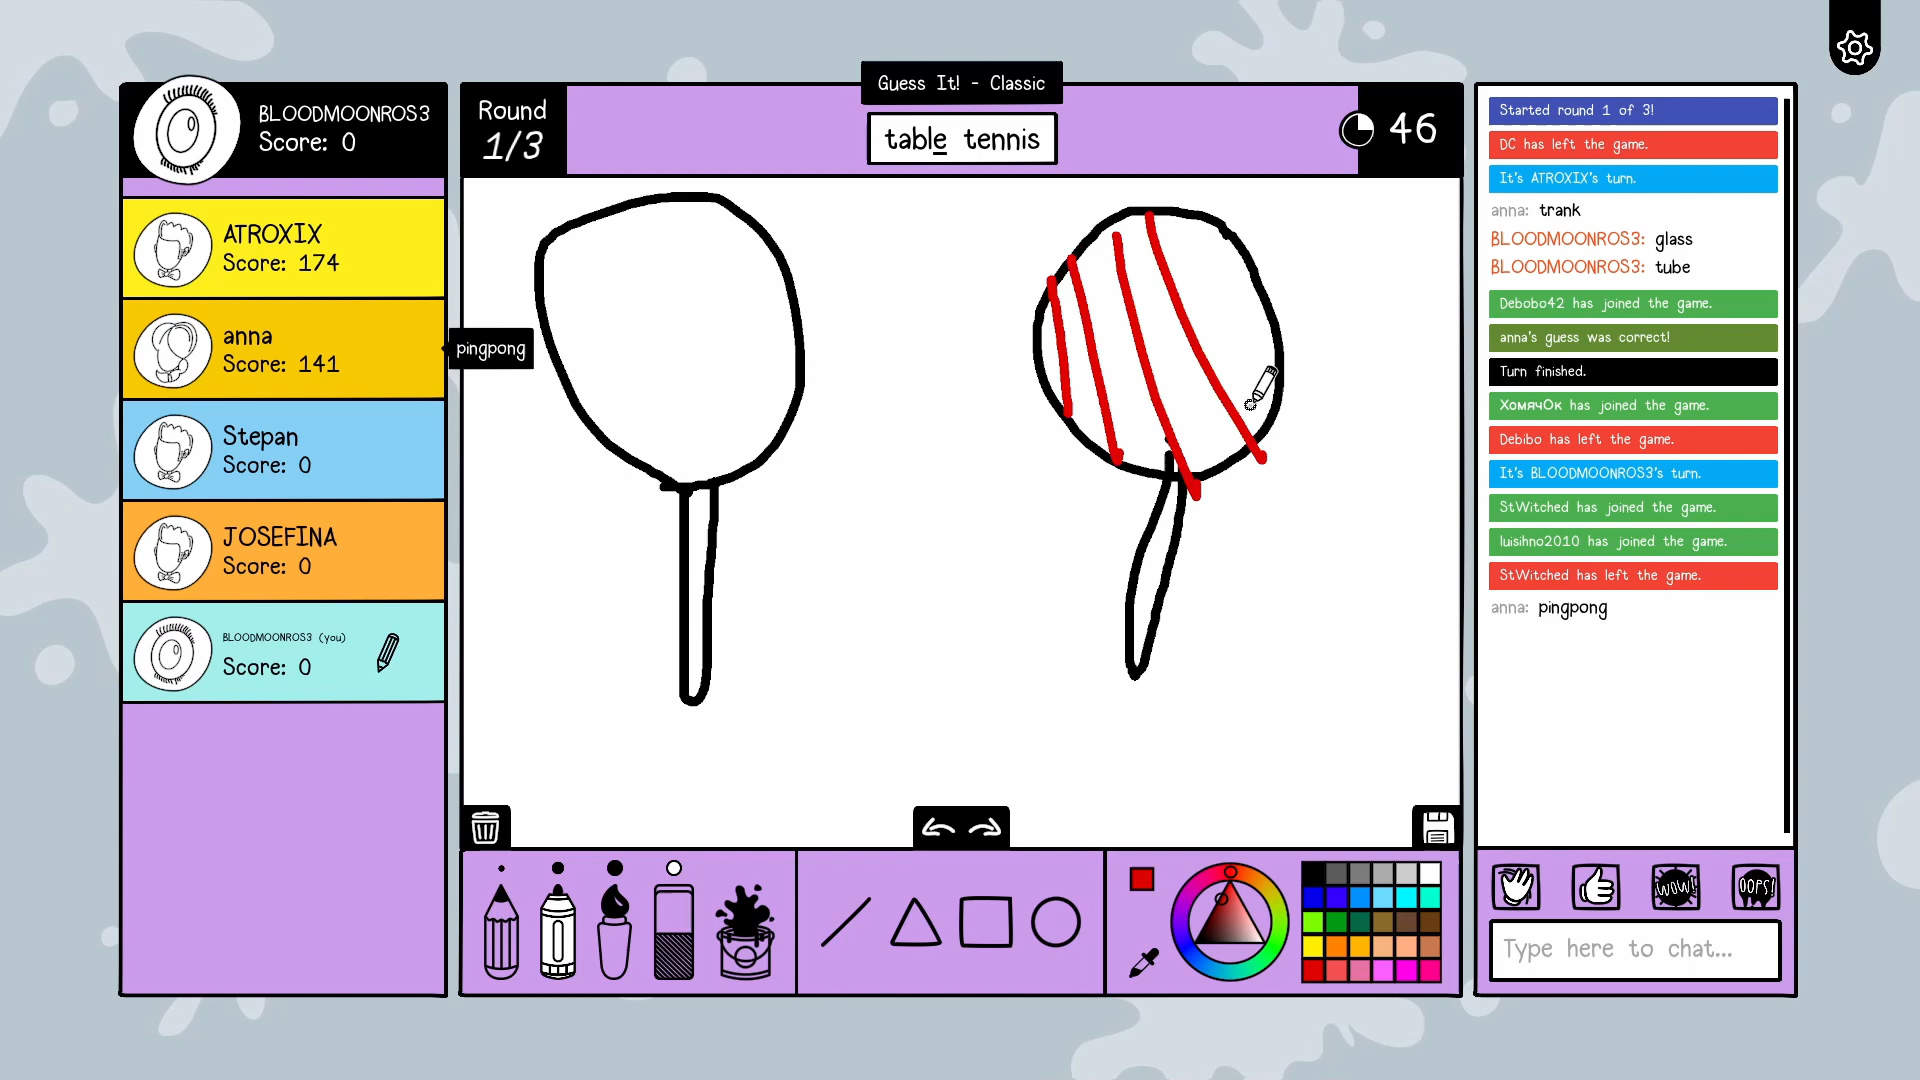 Guess It! - Classic
BLOODMOONROS3
Score: 0
Round
1/3
table tennis
46
ATROXIX
Score: 174
anna
Score: 141
pingpong
Stepan
Score: 0
JOSEFINA
Score: 0
BLOODMOONROS3 (you)
Score: 0
Started round 1 of 3!
DC has left the game.
It's ATROXIX's turn.
anna: trank
BLOODMOONROS3: glass
BLOODMOONROS3: tube
Debobo42 has joined the game.
anna's guess was correct!
Turn finished.
ХомячОк has joined the game.
Debibo has left the game.
It's BLOODMOONROS3's turn.
StWitched has joined the game.
luisihno2010 has joined the game.
StWitched has left the game.
anna: pingpong
WOW!
OOPS!
Type here to chat...